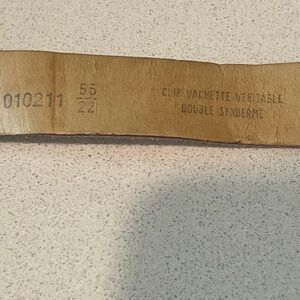 010211
55
22
CUIR VACHETTE VERITABLE
DOUBLE SYNDERME